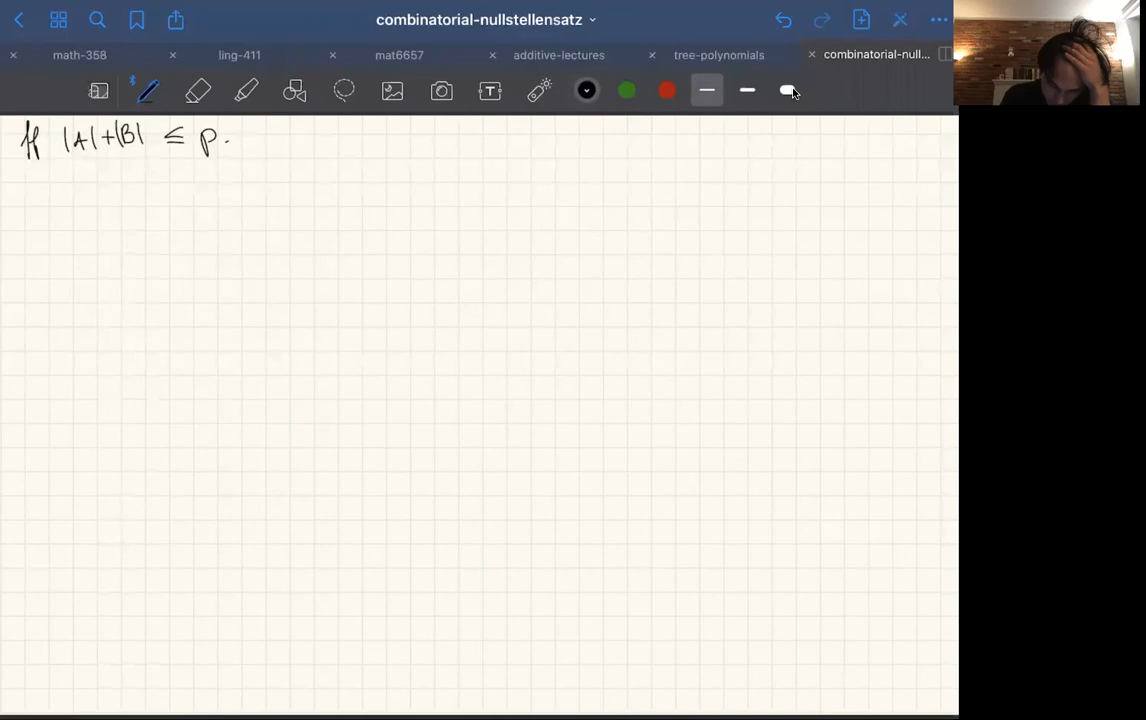 combinatorial-nullstellensatz
math-358
ling-411
mat6657
additive-lectures
tree-polynomials
combinatorial-null...
If |A|+|B| ≤ p.